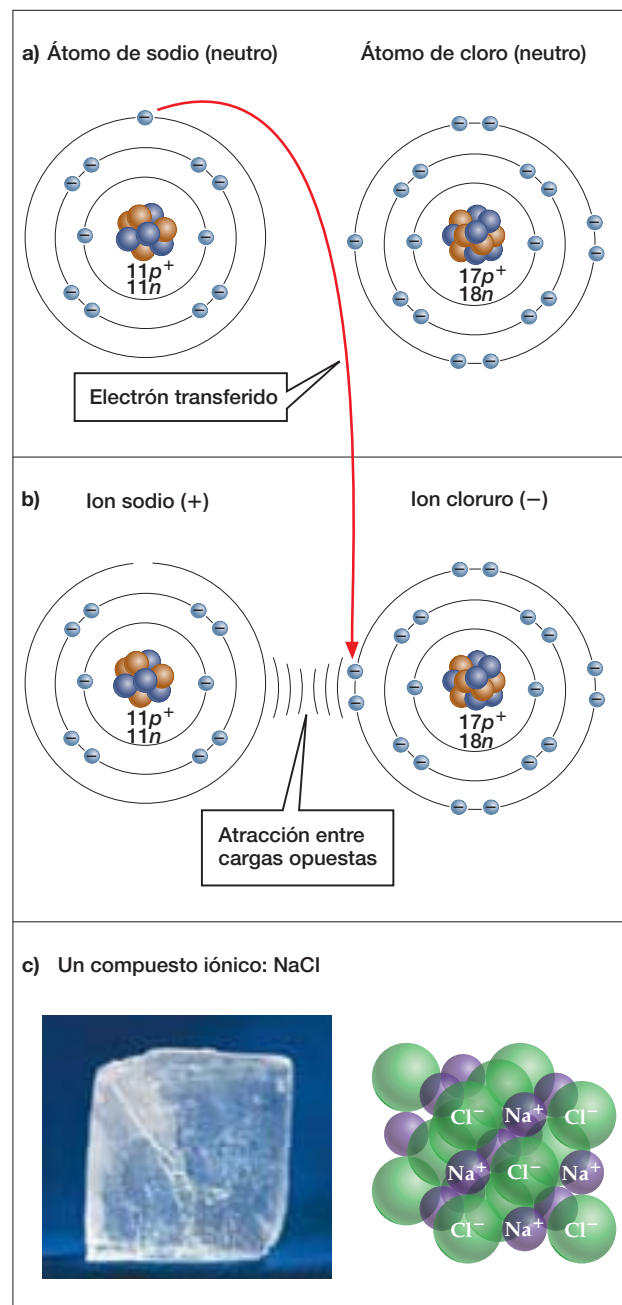 a) Átomo de sodio (neutro)
Átomo de cloro (neutro)
11p⁺
11n
17p⁺
18n
Electrón transferido
b) Ion sodio (+)
Ion cloruro (−)
11p⁺
11n
17p⁺
18n
Atracción entre
cargas opuestas
c) Un compuesto iónico: NaCl
Cl⁻ Na⁺ Cl⁻
Na⁺ Cl⁻ Na⁺
Cl⁻ Na⁺ Cl⁻